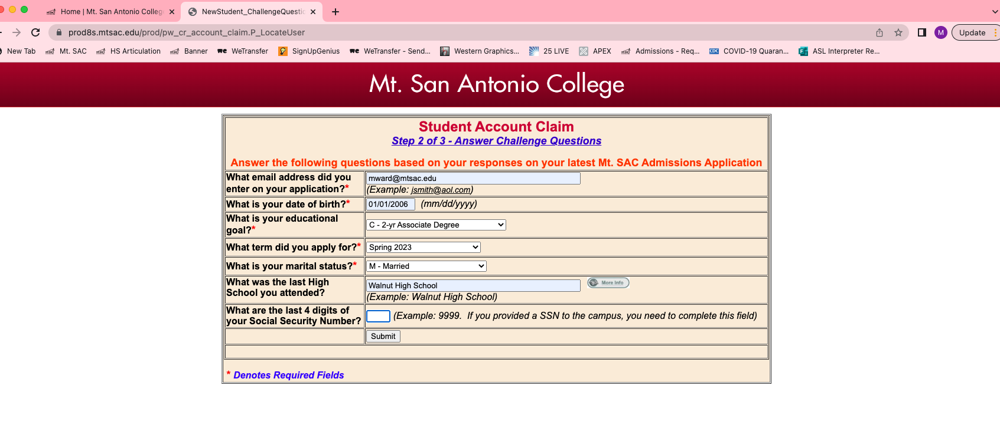 Home | Mt. San Antonio College
NewStudent_ChallengeQuestic
prod8s.mtsac.edu/prod/pw_cr_account_claim.P_LocateUser
M
Update
New Tab
Mt. SAC
HS Articulation
Banner
we WeTransfer
SignUpGenius
we WeTransfer - Send...
Western Graphics...
25 LIVE
APEX
Admissions - Req...
CDC COVID-19 Quaran...
ASL Interpreter Re...
Mt. San Antonio College
Student Account Claim
Step 2 of 3 - Answer Challenge Questions
Answer the following questions based on your responses on your latest Mt. SAC Admissions Application
What email address did you
enter on your application?*
mward@mtsac.edu
(Example: jsmith@aol.com)
What is your date of birth?*
01/01/2006 (mm/dd/yyyy)
What is your educational
goal?*
C - 2-yr Associate Degree
What term did you apply for?*
Spring 2023
What is your marital status?*
M - Married
What was the last High
School you attended?
Walnut High School
More Info
(Example: Walnut High School)
What are the last 4 digits of
your Social Security Number?
(Example: 9999. If you provided a SSN to the campus, you need to complete this field)
Submit
* Denotes Required Fields